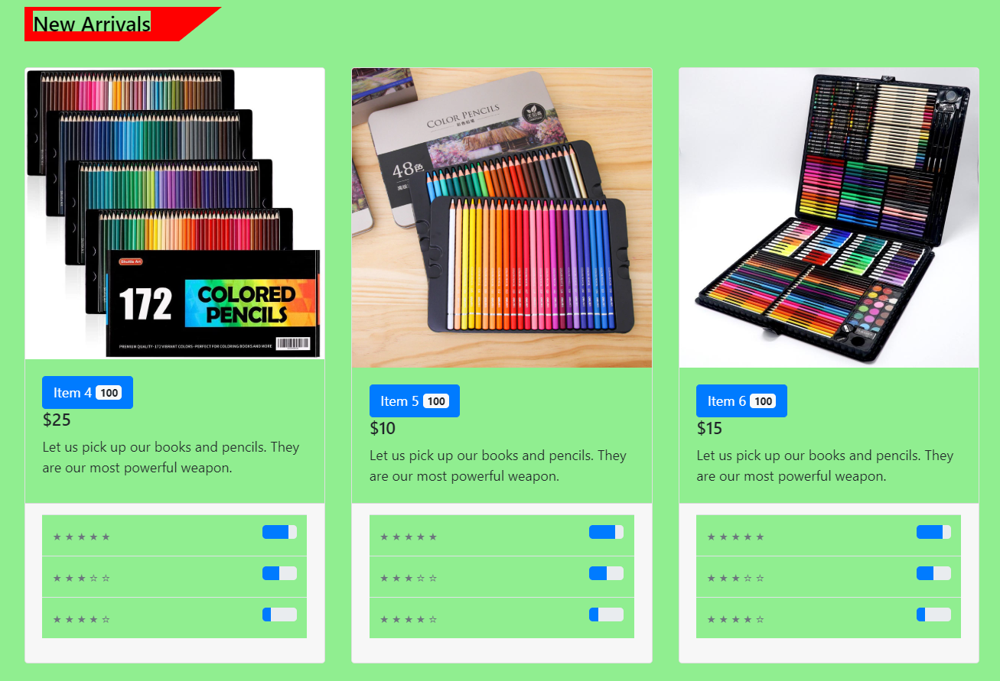 New Arrivals
Shuttle Art
172
COLORED
PENCILS
PREMIUM QUALITY · 172 VIBRANT COLORS · PERFECT FOR COLORING BOOKS AND MORE
COLOR PENCILS
48色
Item 4 100
$25
Let us pick up our books and pencils. They
are our most powerful weapon.
★ ★ ★ ★ ★
★ ★ ★ ☆ ☆
★ ★ ★ ★ ☆
Item 5 100
$10
Let us pick up our books and pencils. They
are our most powerful weapon.
★ ★ ★ ★ ★
★ ★ ★ ☆ ☆
★ ★ ★ ★ ☆
Item 6 100
$15
Let us pick up our books and pencils. They
are our most powerful weapon.
★ ★ ★ ★ ★
★ ★ ★ ☆ ☆
★ ★ ★ ★ ☆